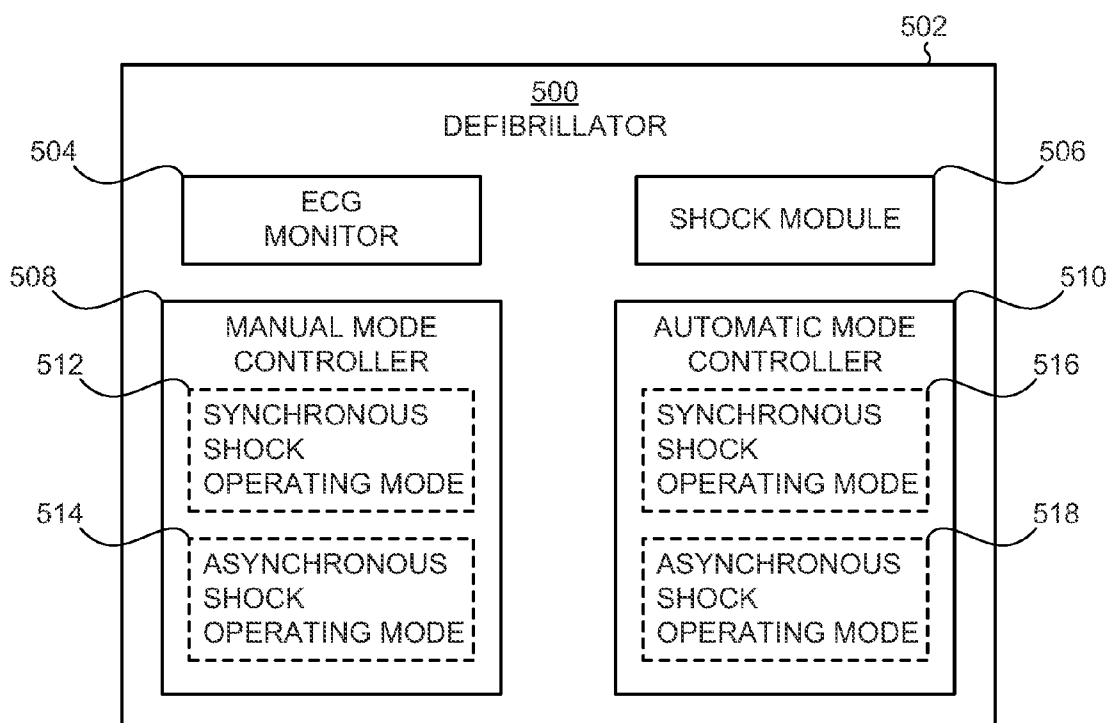 502
500
DEFIBRILLATOR
504
506
ECG
MONITOR
SHOCK MODULE
508
510
MANUAL MODE
CONTROLLER
AUTOMATIC MODE
CONTROLLER
512
516
SYNCHRONOUS
SHOCK
OPERATING MODE
SYNCHRONOUS
SHOCK
OPERATING MODE
514
518
ASYNCHRONOUS
SHOCK
OPERATING MODE
ASYNCHRONOUS
SHOCK
OPERATING MODE